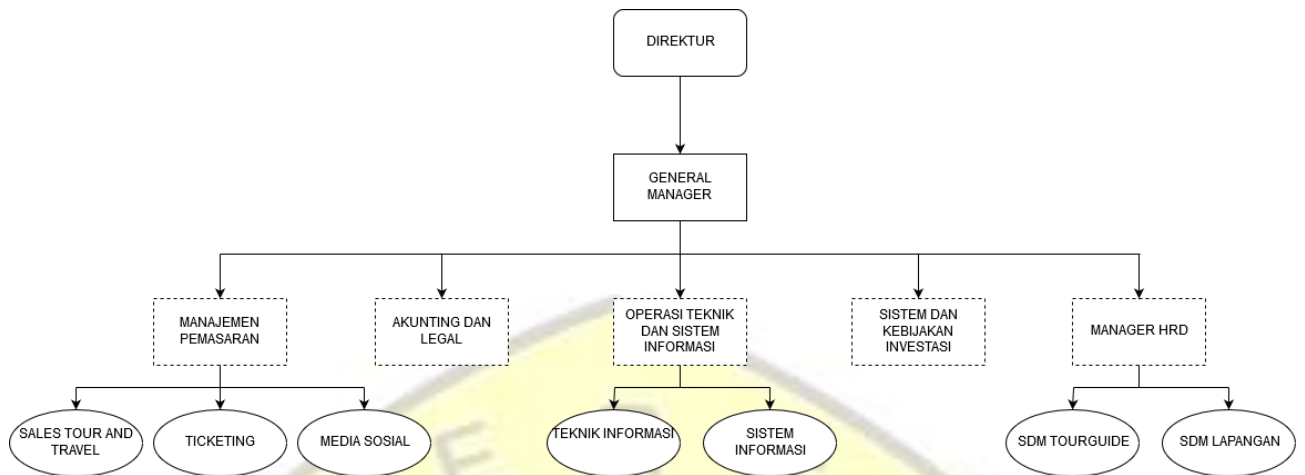 DIREKTUR
GENERAL
MANAGER
MANAJEMEN
PEMASARAN
AKUNTING DAN
LEGAL
OPERASI TEKNIK
DAN SISTEM
INFORMASI
SISTEM DAN
KEBIJAKAN
INVESTASI
MANAGER HRD
SALES TOUR AND
TRAVEL
TICKETING
MEDIA SOSIAL
TEKNIK INFORMASI
SISTEM
INFORMASI
SDM TOURGUIDE
SDM LAPANGAN